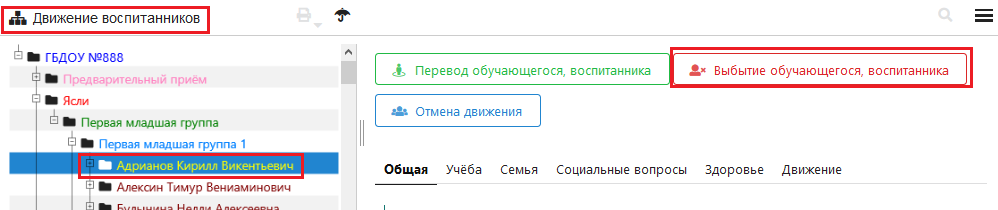 Движение воспитанников
ГБДОУ №888
Предварительный приём
Ясли
Первая младшая группа
Первая младшая группа 1
Адрианов Кирилл Викентьевич
Алексин Тимур Вениаминович
Булынина Нелли Алексеевна
Перевод обучающегося, воспитанника
Выбытие обучающегося, воспитанника
Отмена движения
Общая Учёба Семья Социальные вопросы Здоровье Движение